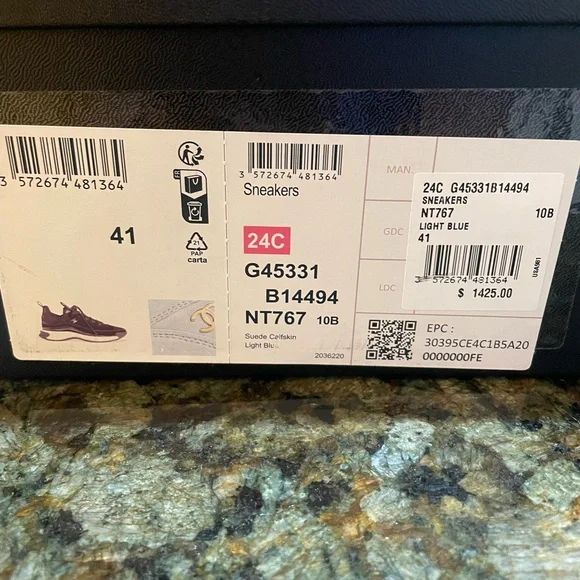 3 572674 481364
41
21
PAP
carta
3 572674 481364
Sneakers
24C
G45331
B14494
NT767 10B
Suede Calfskin
Light Blue
2036220
MAN
GDC
LDC
EPC :
30395CE4C1B5A20
0000000FE
24C G45331B14494
SNEAKERS
NT767 10B
LIGHT BLUE
41
3 572674 481364
$ 1425.00
USA581